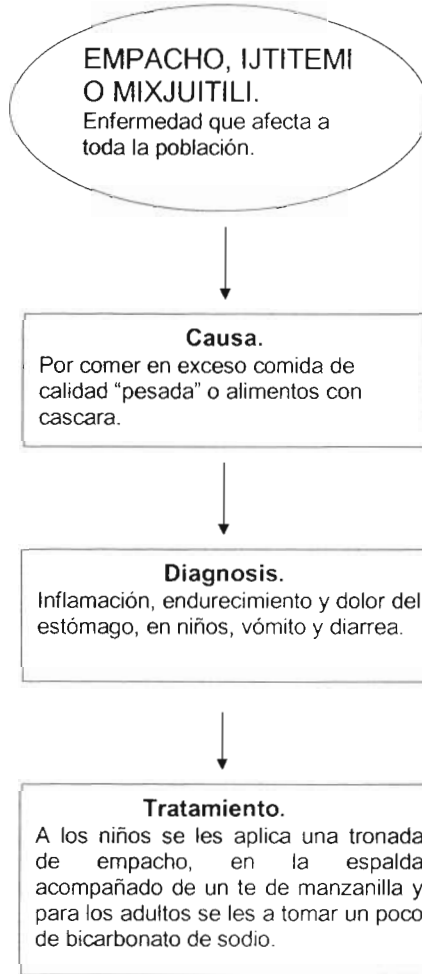 EMPACHO, IJTITEMI
O MIXJUITILI.
Enfermedad que afecta a
toda la población.
Causa.
Por comer en exceso comida de
calidad "pesada" o alimentos con
cascara.
Diagnosis.
Inflamación, endurecimiento y dolor del
estómago, en niños, vómito y diarrea.
Tratamiento.
A los niños se les aplica una tronada
de empacho, en la espalda
acompañado de un te de manzanilla y
para los adultos se les a tomar un poco
de bicarbonato de sodio.